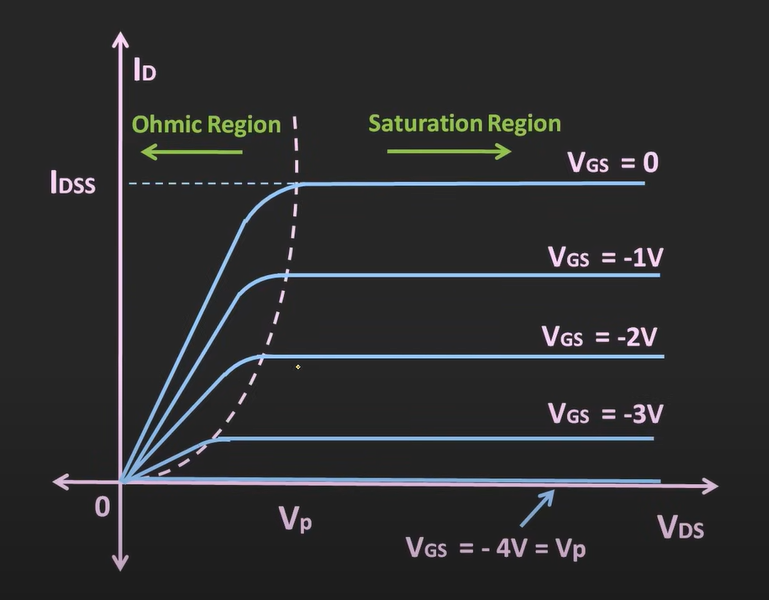 ID
Ohmic Region
Saturation Region
VGS = 0
IDSS
VGS = -1V
VGS = -2V
VGS = -3V
0
Vp
VDS
VGS = - 4V = Vp